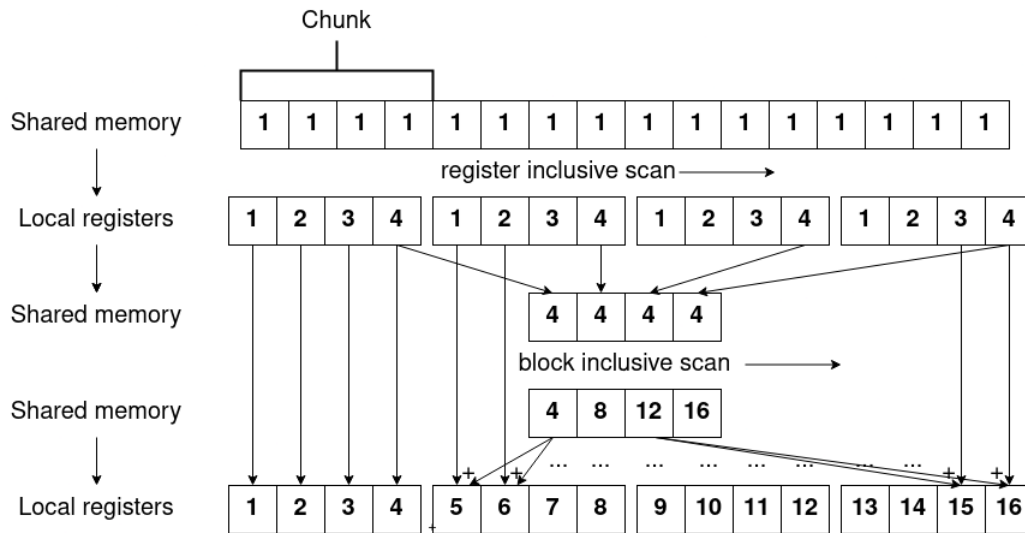 Chunk
Shared memory 1 1 1 1 1 1 1 1 1 1 1 1 1 1 1 1
register inclusive scan
Local registers 1 2 3 4 1 2 3 4 1 2 3 4 1 2 3 4
Shared memory 4 4 4 4
block inclusive scan
Shared memory 4 8 12 16
+ + ... ... ... ... ... ... ... ... + +
Local registers 1 2 3 4 5 6 7 8 9 10 11 12 13 14 15 16
+